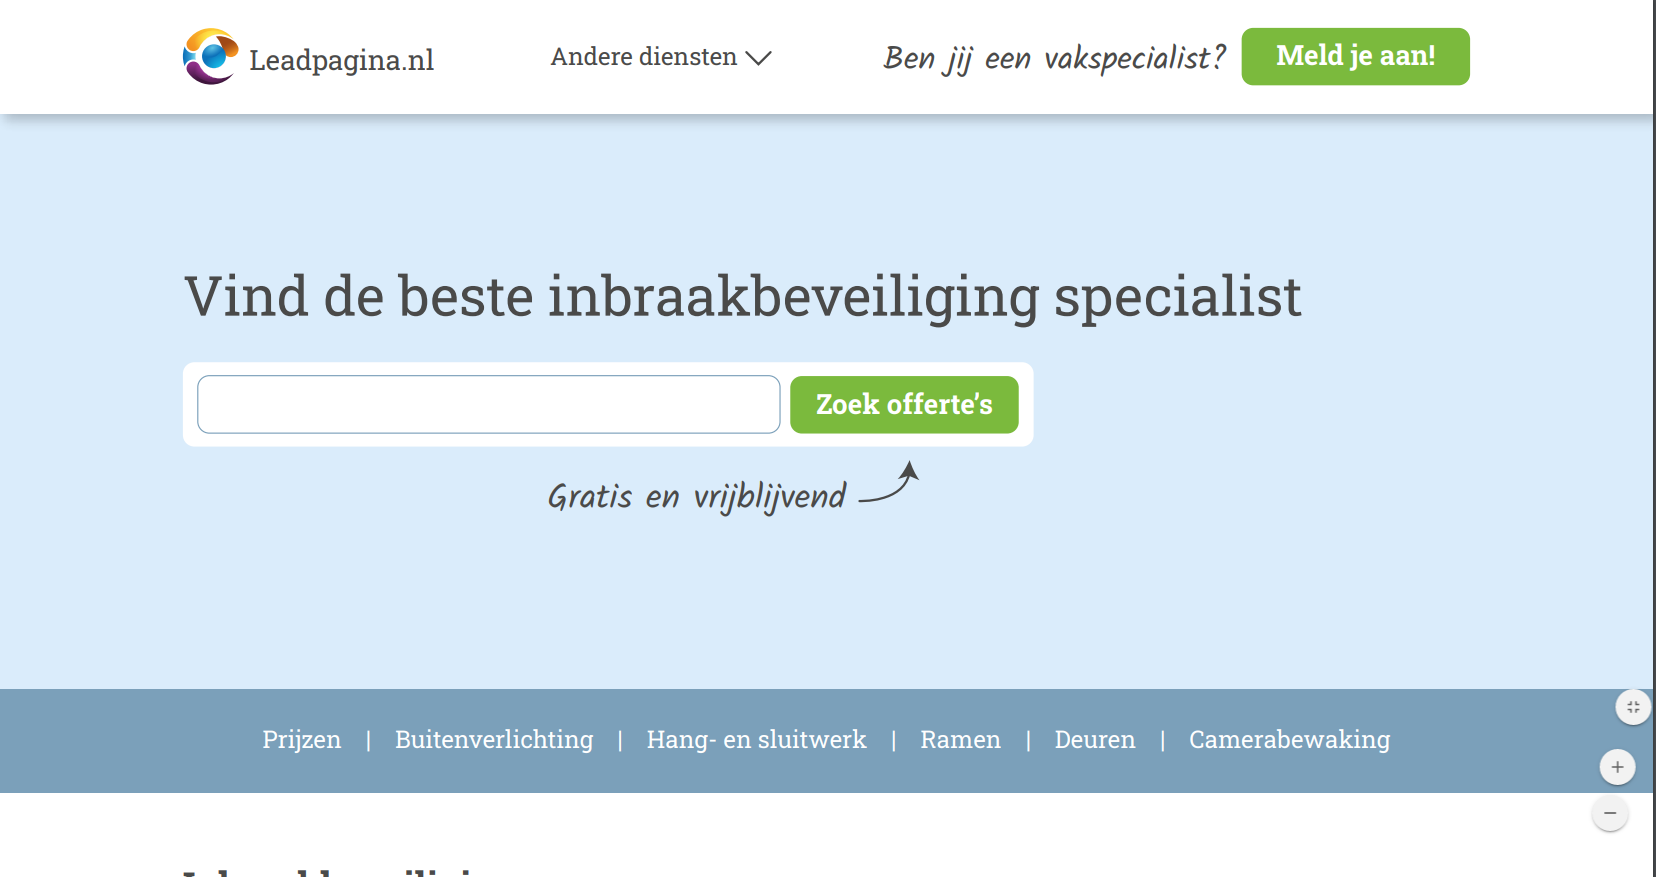 Leadpagina.nl
Andere diensten
Ben jij een vakspecialist?
Meld je aan!
Vind de beste inbraakbeveiliging specialist
Zoek offerte's
Gratis en vrijblijvend
Prijzen | Buitenverlichting | Hang- en sluitwerk | Ramen | Deuren | Camerabewaking